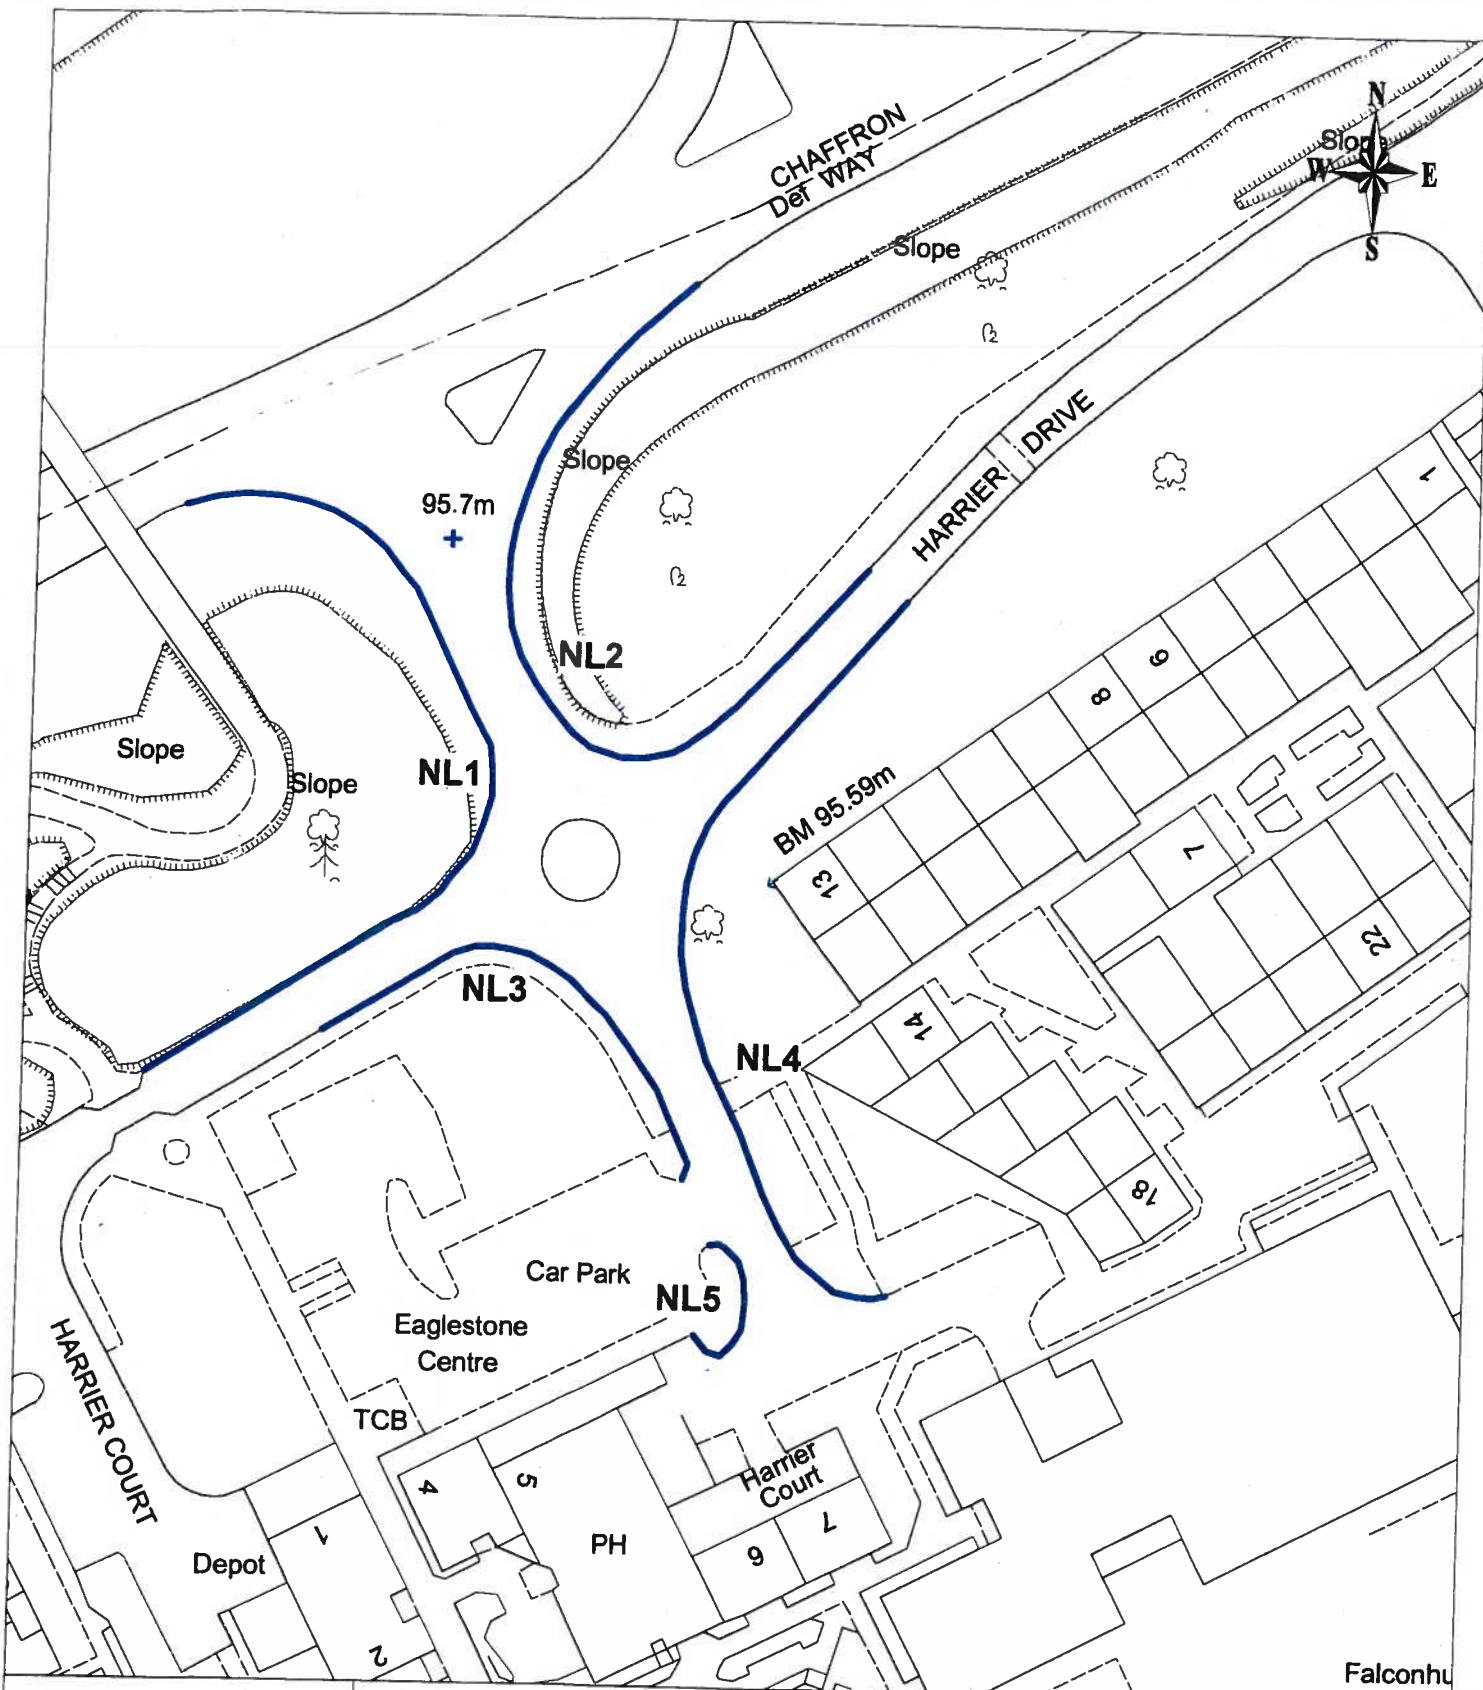 N
CHAFFRON
Def WAY
Slope
W E
S
Slope
DRIVE
HARRIER
Slope
1
95.7m
9
8
NL2
Slope
Slope
NL1
BM 95.59m
13
7
22
NL3
14
NL4
18
Car Park
NL5
Eaglestone
Centre
HARRIER COURT
TCB
4
5
Harrier
Court
1
PH
7
6
Depot
2
Falconhu